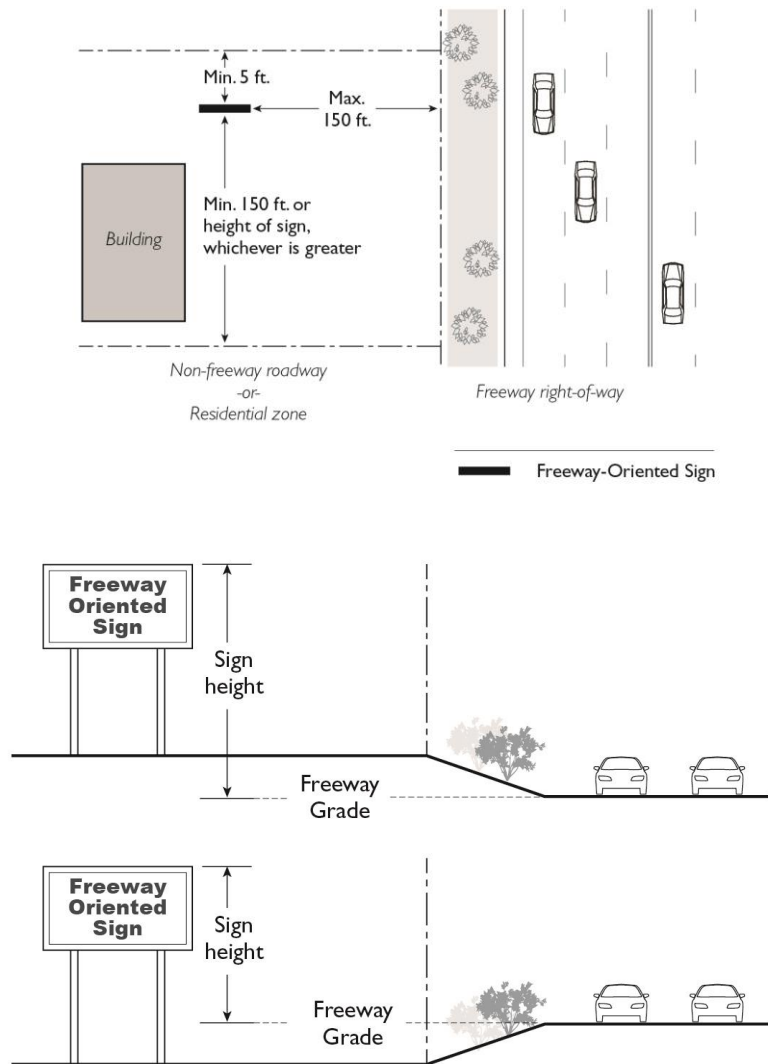 Min. 5 ft.
Max.
150 ft.
Min. 150 ft. or
height of sign,
whichever is greater
Building
Non-freeway roadway
-or-
Residential zone
Freeway right-of-way
Freeway-Oriented Sign
Freeway
Oriented
Sign
Sign
height
Freeway
Grade
Freeway
Oriented
Sign
Sign
height
Freeway
Grade